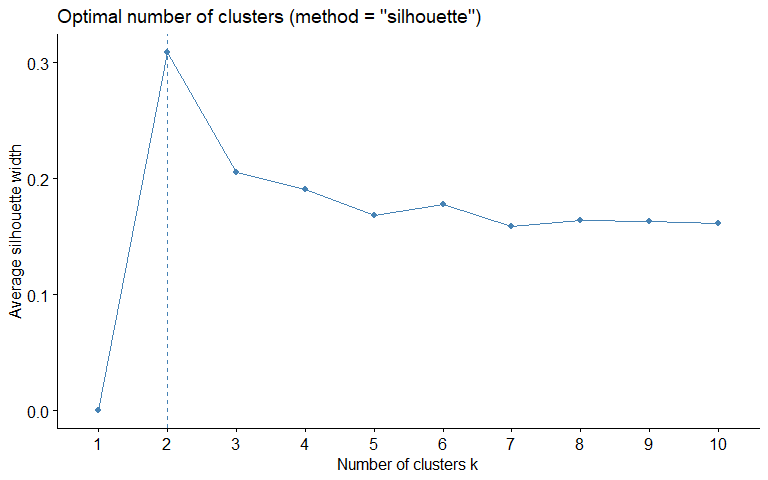 Optimal number of clusters (method = "silhouette")
0.3
0.2
0.1
0.0
Average silhouette width
1 2 3 4 5 6 7 8 9 10
Number of clusters k